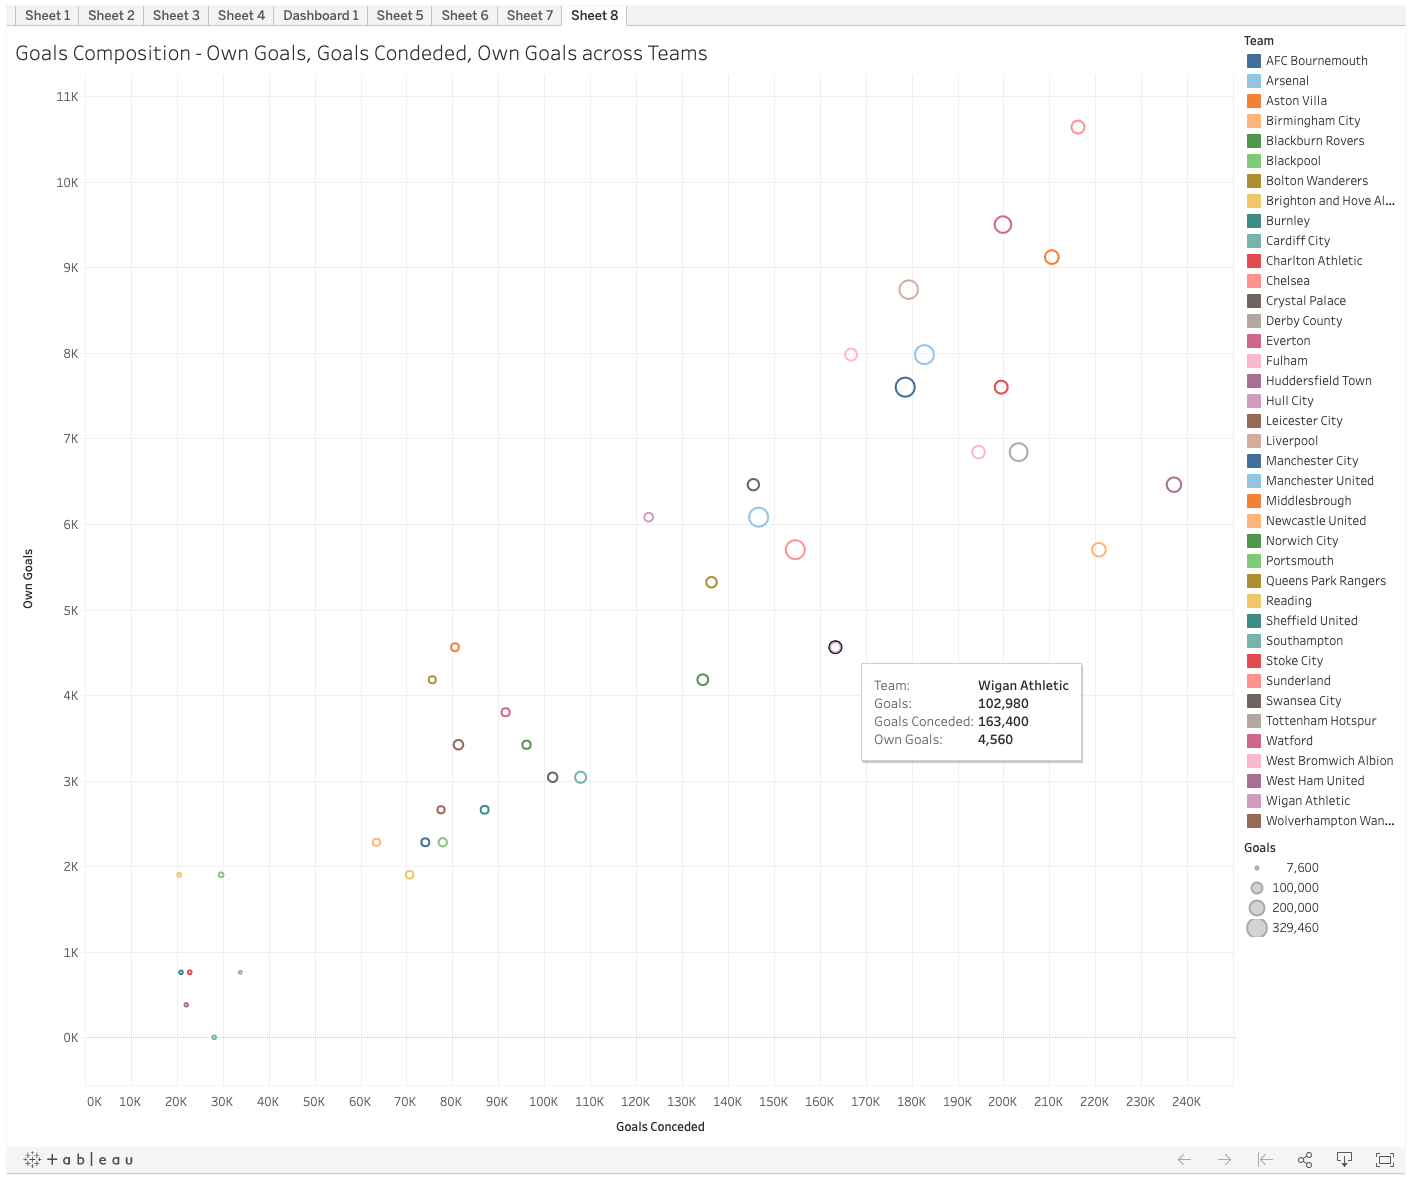 Sheet 1 Sheet 2 Sheet 3 Sheet 4 Dashboard 1 Sheet 5 Sheet 6 Sheet 7 Sheet 8
Goals Composition - Own Goals, Goals Condeded, Own Goals across Teams
11K
10K
9K
8K
7K
6K
5K
4K
3K
2K
1K
0K
Own Goals
Team: Wigan Athletic
Goals: 102,980
Goals Conceded: 163,400
Own Goals: 4,560
0K 10K 20K 30K 40K 50K 60K 70K 80K 90K 100K 110K 120K 130K 140K 150K 160K 170K 180K 190K 200K 210K 220K 230K 240K
Goals Conceded
Team
AFC Bournemouth
Arsenal
Aston Villa
Birmingham City
Blackburn Rovers
Blackpool
Bolton Wanderers
Brighton and Hove Al...
Burnley
Cardiff City
Charlton Athletic
Chelsea
Crystal Palace
Derby County
Everton
Fulham
Huddersfield Town
Hull City
Leicester City
Liverpool
Manchester City
Manchester United
Middlesbrough
Newcastle United
Norwich City
Portsmouth
Queens Park Rangers
Reading
Sheffield United
Southampton
Stoke City
Sunderland
Swansea City
Tottenham Hotspur
Watford
West Bromwich Albion
West Ham United
Wigan Athletic
Wolverhampton Wan...
Goals
7,600
100,000
200,000
329,460
+ a b | e a u